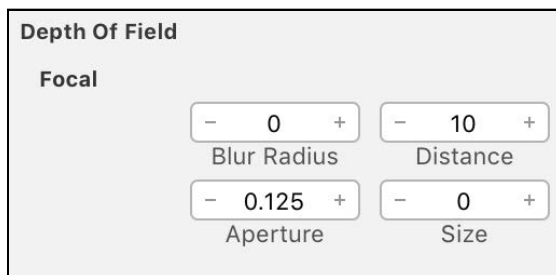 Depth Of Field
Focal
− 0 + − 10 +
Blur Radius Distance
− 0.125 + − 0 +
Aperture Size